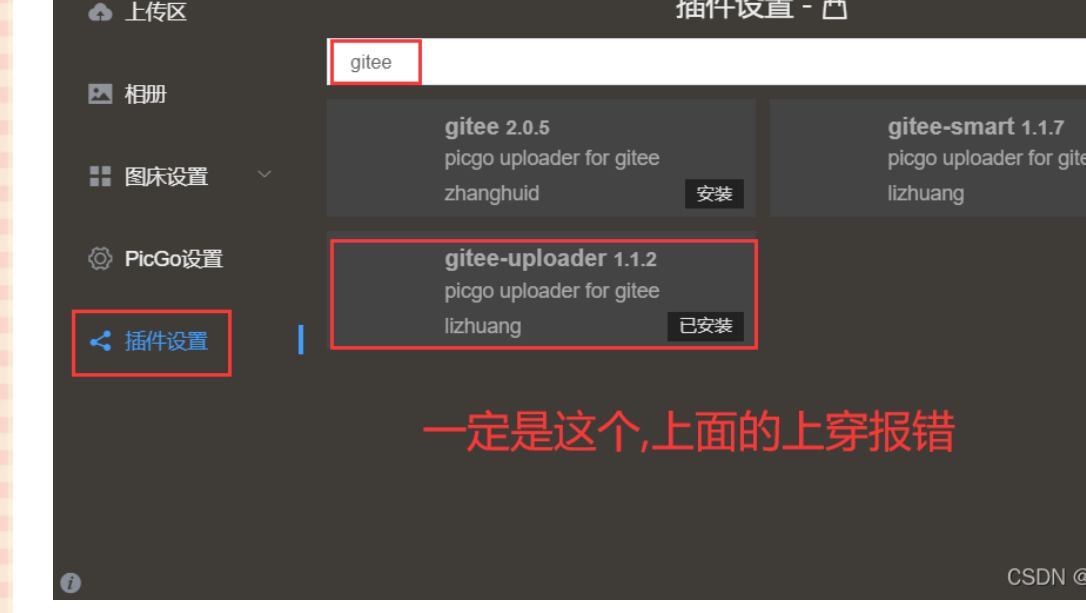 上传区
插件设置 -
gitee
相册
gitee 2.0.5
picgo uploader for gitee
zhanghuid
安装
gitee-smart 1.1.7
picgo uploader for gite
lizhuang
图床设置
gitee-uploader 1.1.2
picgo uploader for gitee
lizhuang
已安装
PicGo设置
插件设置
一定是这个,上面的上穿报错
CSDN @